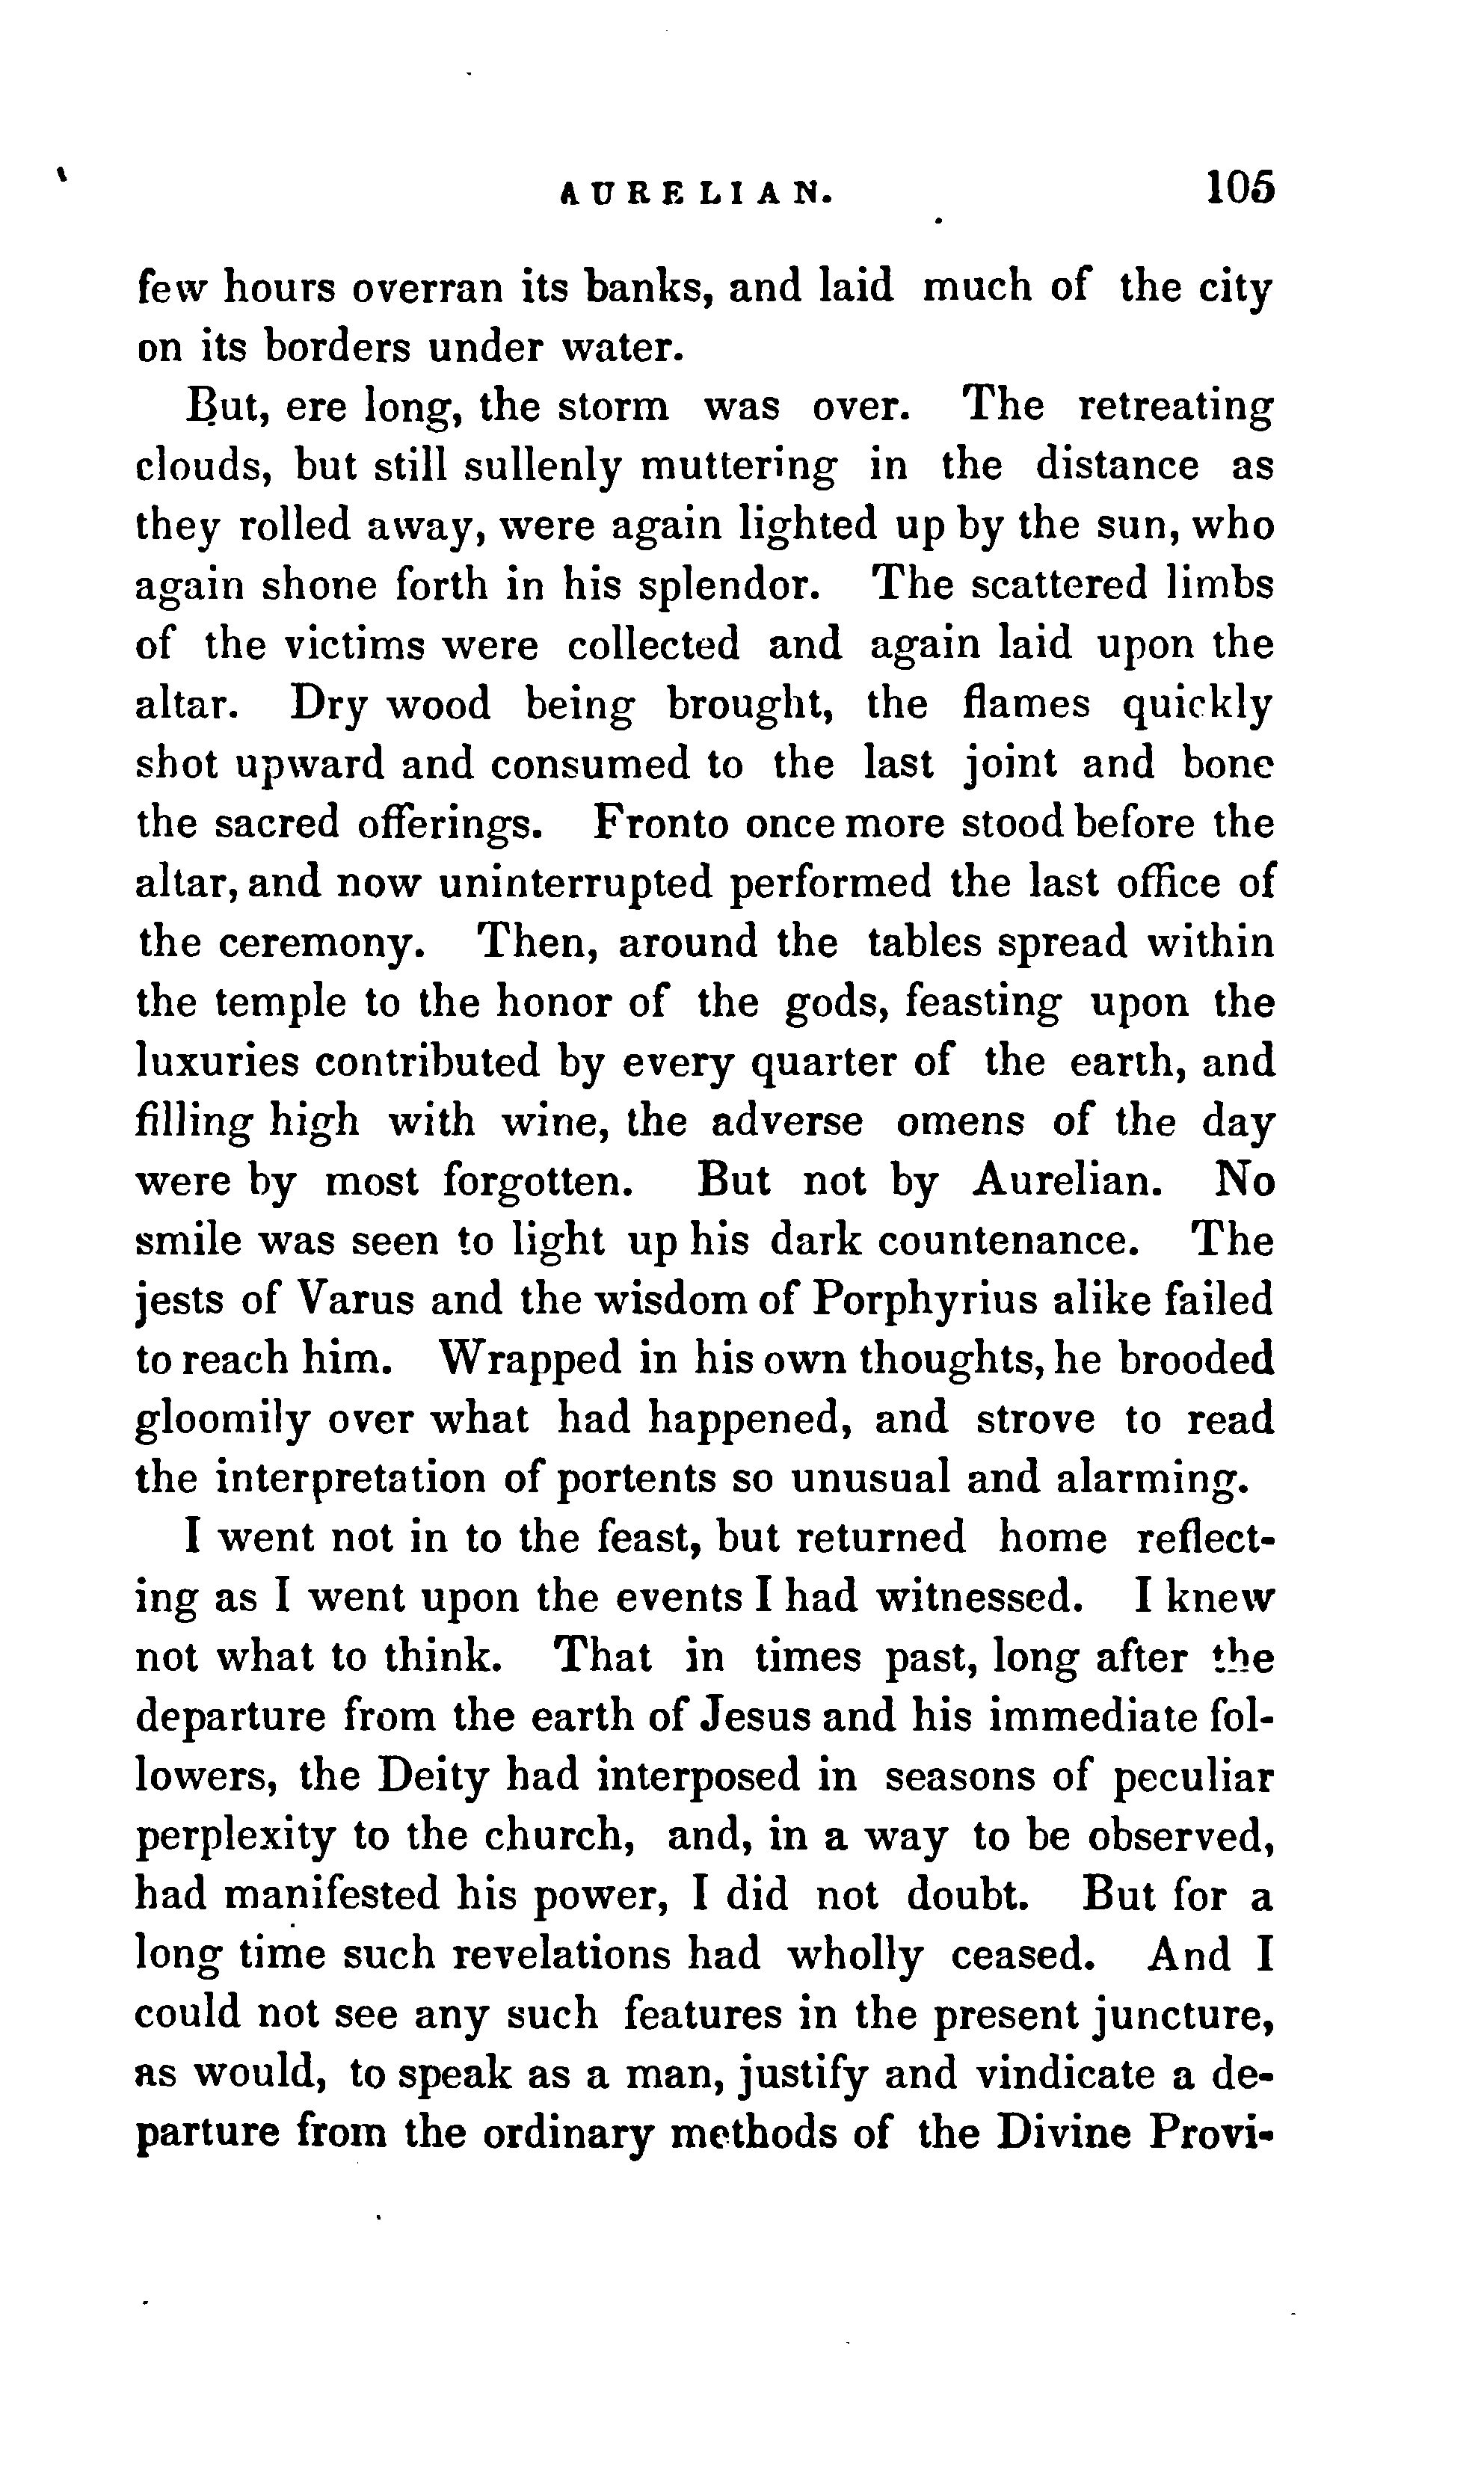 AURELIAN. 105
few hours overran its banks, and laid much of the city
on its borders under water.
But, ere long, the storm was over. The retreating
clouds, but still sullenly muttering in the distance as
they rolled away, were again lighted up by the sun, who
again shone forth in his splendor. The scattered limbs
of the victims were collected and again laid upon the
altar. Dry wood being brought, the flames quickly
shot upward and consumed to the last joint and bone
the sacred offerings. Fronto once more stood before the
altar, and now uninterrupted performed the last office of
the ceremony. Then, around the tables spread within
the temple to the honor of the gods, feasting upon the
luxuries contributed by every quarter of the earth, and
filling high with wine, the adverse omens of the day
were by most forgotten. But not by Aurelian. No
smile was seen to light up his dark countenance. The
jests of Varus and the wisdom of Porphyrius alike failed
to reach him. Wrapped in his own thoughts, he brooded
gloomily over what had happened, and strove to read
the interpretation of portents so unusual and alarming.
I went not in to the feast, but returned home reflect-
ing as I went upon the events I had witnessed. I knew
not what to think. That in times past, long after the
departure from the earth of Jesus and his immediate fol-
lowers, the Deity had interposed in seasons of peculiar
perplexity to the church, and, in a way to be observed,
had manifested his power, I did not doubt. But for a
long time such revelations had wholly ceased. And I
could not see any such features in the present juncture,
as would, to speak as a man, justify and vindicate a de-
parture from the ordinary methods of the Divine Provi-